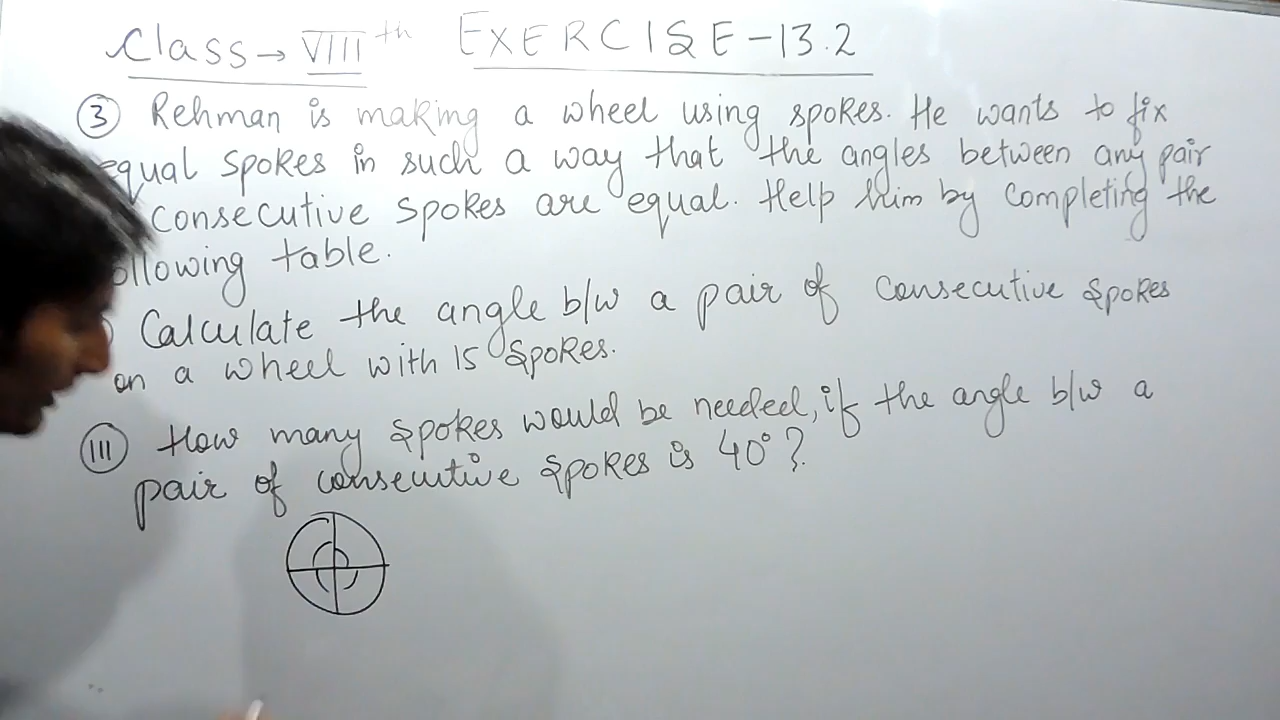 Class → VIIIth EXERCISE-13.2
③ Rehman is making a wheel using spokes. He wants to fix
equal spokes in such a way that the angles between any pair
consecutive spokes are equal. Help him by completing the
ollowing table.
Calculate the angle b/w a pair of consecutive spokes
on a wheel with 15 spokes.
III How many spokes would be needed, if the angle b/w a
pair of consecutive spokes is 40°?